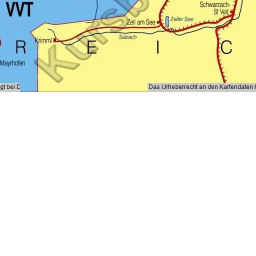 VVT
Schwarzach-
St Veit
Zell am See
Zeller See
Krimml
Salzach
R E I C
Mayrhofen
gt bei D
Das Urheberrecht an den Kartendaten l